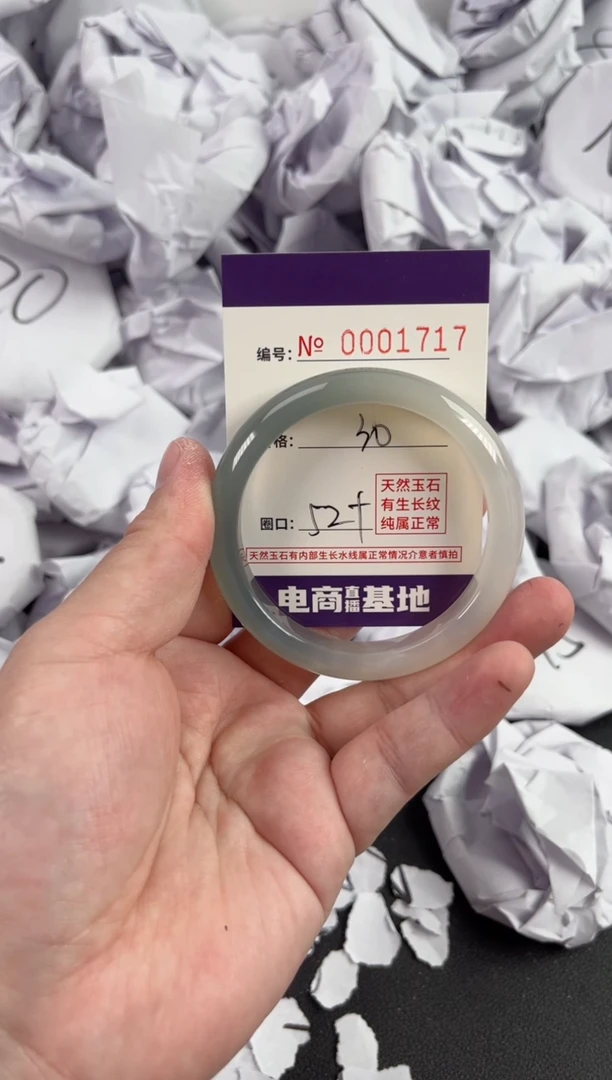 编号: № 0001717
格: 30
圈口: 52+
天然玉石
有生长纹
纯属正常
天然玉石有内部生长水线属正常情况介意者慎拍
电商直播基地